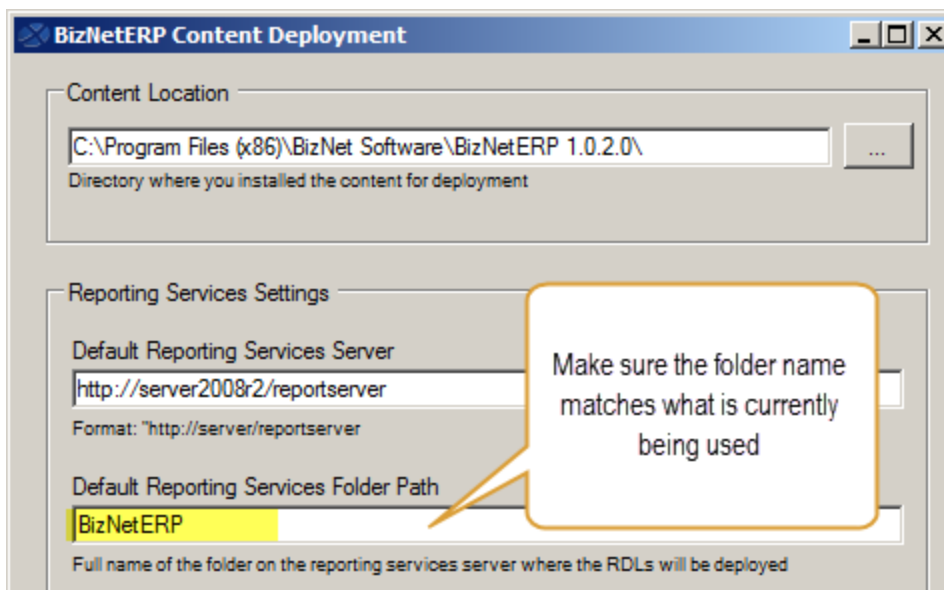 BizNetERP Content Deployment
Content Location
C:\Program Files (x86)\BizNet Software\BizNetERP 1.0.2.0\
...
Directory where you installed the content for deployment
Reporting Services Settings
Default Reporting Services Server
http://server2008r2/reportserver
Format: "http://server/reportserver
Make sure the folder name
matches what is currently
being used
Default Reporting Services Folder Path
BizNetERP
Full name of the folder on the reporting services server where the RDLs will be deployed